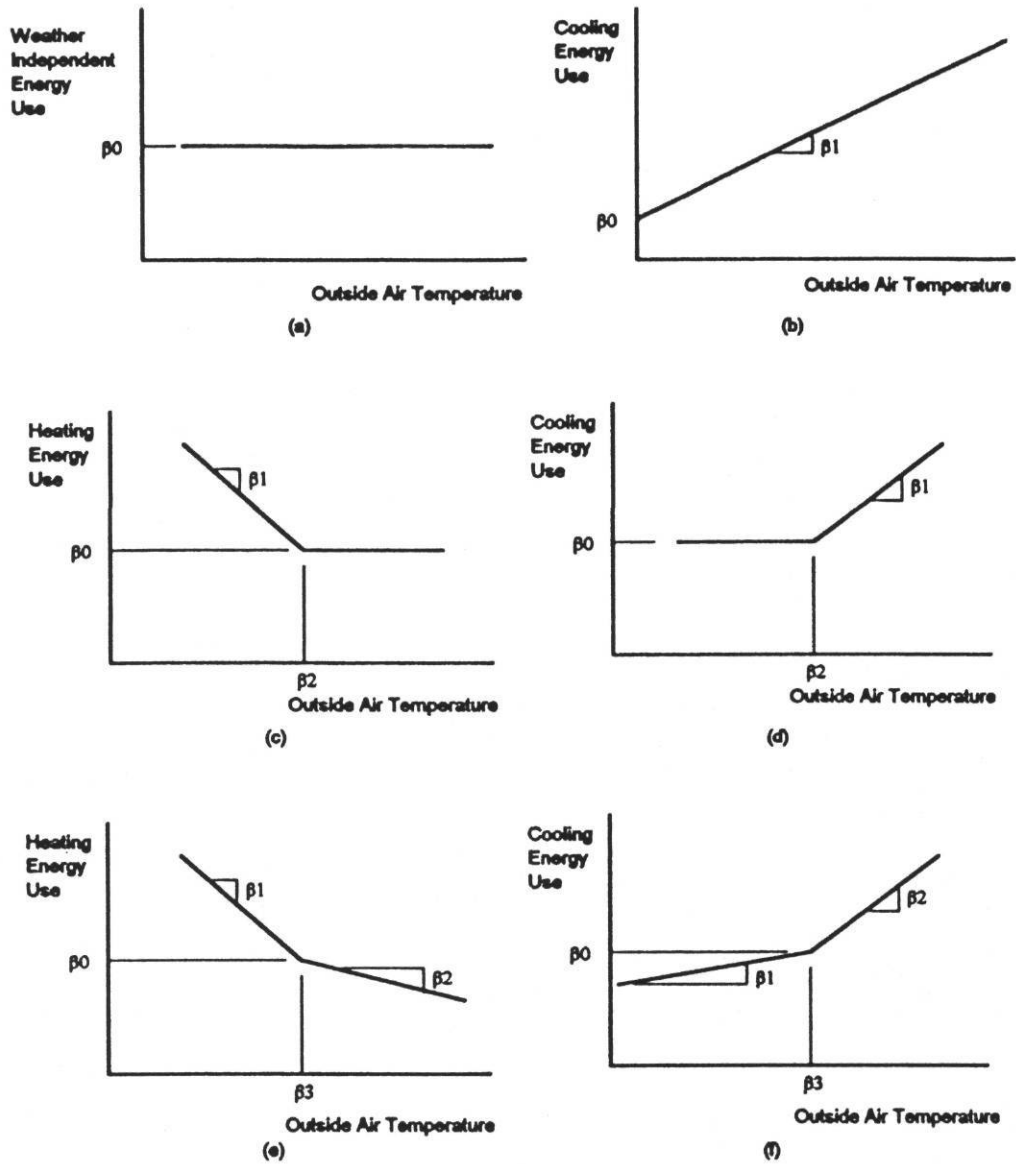 Weather
Independent
Energy
Use
β0
Outside Air Temperature
(a)
Cooling
Energy
Use
β1
β0
Outside Air Temperature
(b)
Heating
Energy
Use
β1
β0
β2
Outside Air Temperature
(c)
Cooling
Energy
Use
β1
β0
β2
Outside Air Temperature
(d)
Heating
Energy
Use
β1
β0
β2
β3
Outside Air Temperature
(e)
Cooling
Energy
Use
β2
β0
β1
β3
Outside Air Temperature
(f)